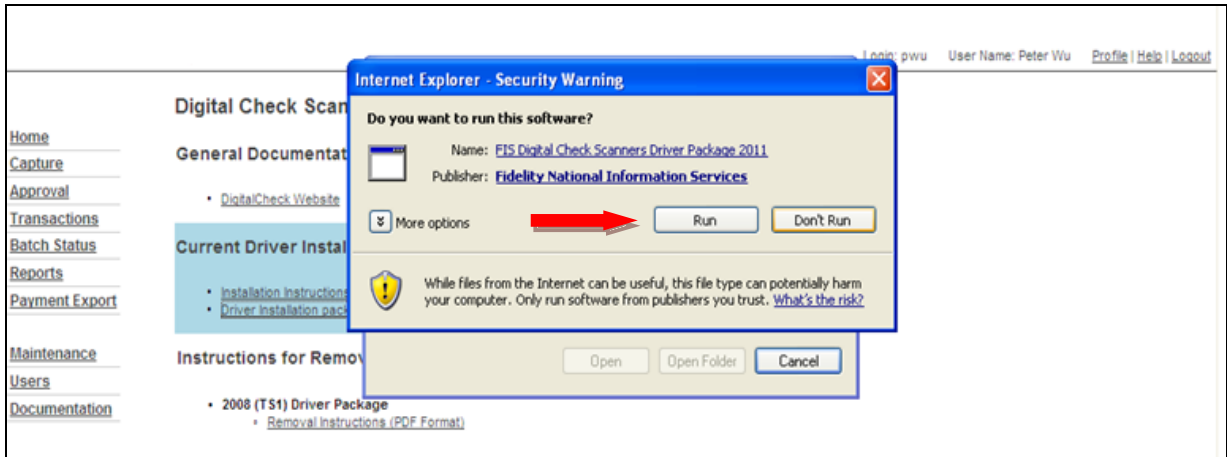 Login: pwu User Name: Peter Wu Profile | Help | Logout
Internet Explorer - Security Warning
Do you want to run this software?
Name: FIS Digital Check Scanners Driver Package 2011
Publisher: Fidelity National Information Services
More options
Run
Don't Run
While files from the Internet can be useful, this file type can potentially harm
your computer. Only run software from publishers you trust. What's the risk?
Open
Open Folder
Cancel
Home
Capture
Approval
Transactions
Batch Status
Reports
Payment Export
Maintenance
Users
Documentation
Digital Check Scan
General Documentat
• DigitalCheck Website
Current Driver Instal
• Installation Instructions
• Driver Installation pack
Instructions for Remov
• 2008 (TS1) Driver Package
Removal Instructions (PDF Format)